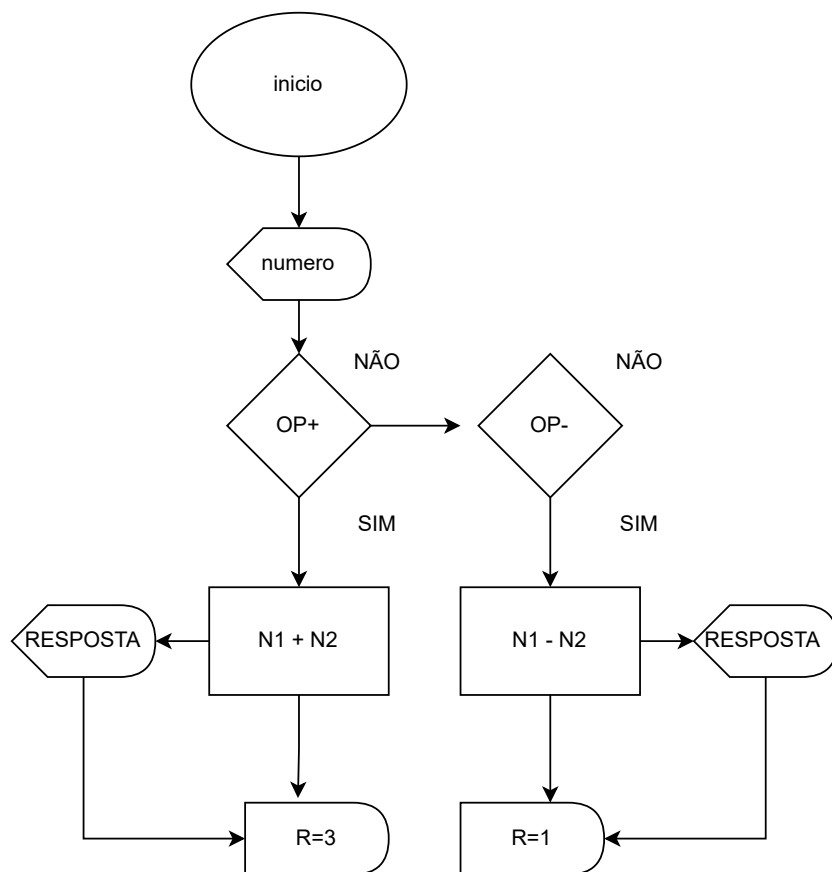 inicio
numero
NÃO
NÃO
OP+
OP-
SIM
SIM
RESPOSTA
N1 + N2
N1 - N2
RESPOSTA
R=3
R=1